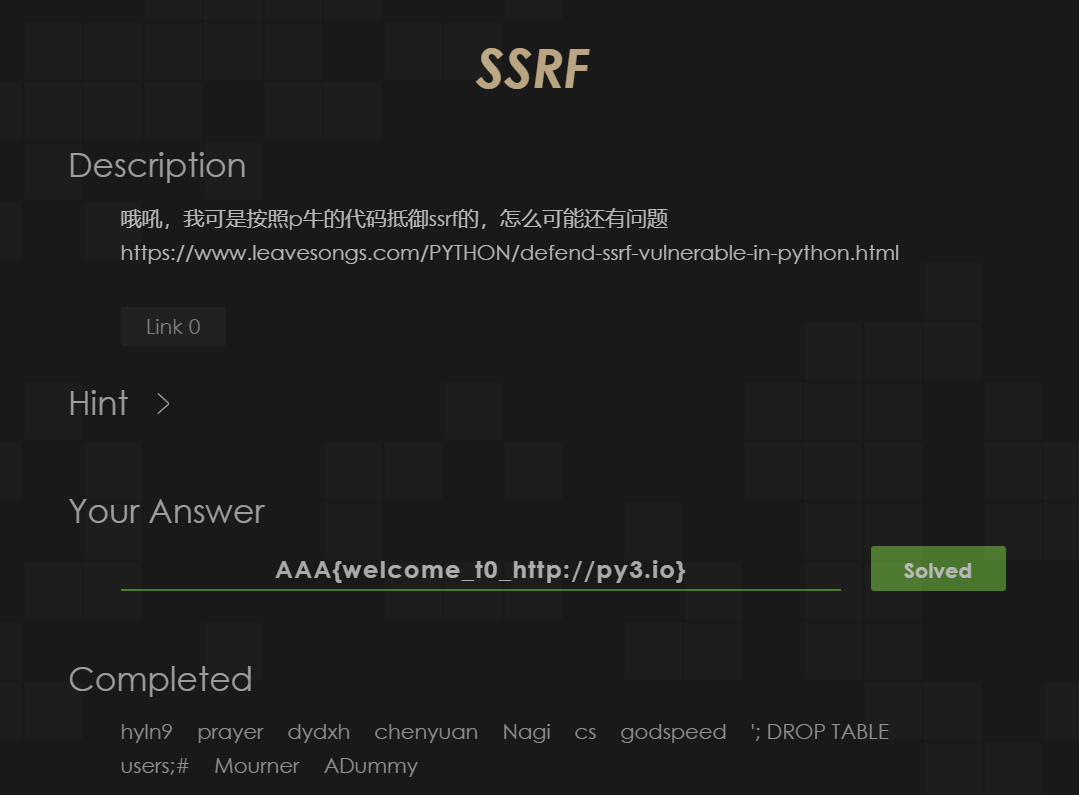 SSRF
Description
哦吼，我可是按照p牛的代码抵御ssrf的，怎么可能还有问题
https://www.leavesongs.com/PYTHON/defend-ssrf-vulnerable-in-python.html
Link 0
Hint >
Your Answer
AAA{welcome_t0_http://py3.io}
Solved
Completed
hyln9 prayer dydxh chenyuan Nagi cs godspeed '; DROP TABLE
users;# Mourner ADummy